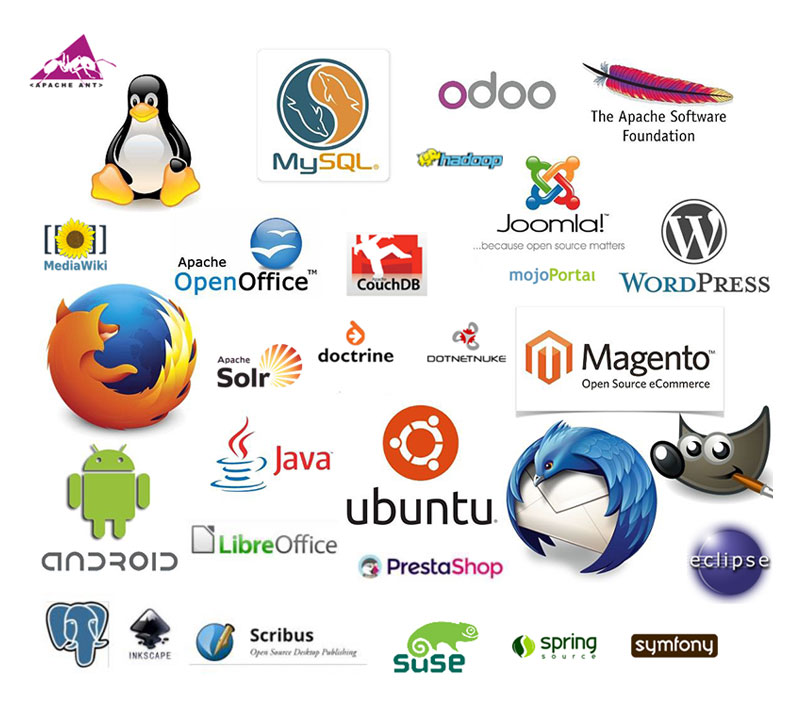 <APACHE ANT>
MySQL®
odoo
The Apache Software
Foundation
hadoop
Joomla!™
...because open source matters
[[ ]]
MediaWiki
Apache
OpenOffice™
CouchDB
mojoPortal
W
WORDPRESS
Apache
Solr
doctrine
DOTNETNUKE
Magento™
Open Source eCommerce
Java™
ubuntu®
ANDROID
LibreOffice
PrestaShop
eclipse
INKSCAPE
Scribus
Open Source Desktop Publishing
SUSE
spring
source
symfony